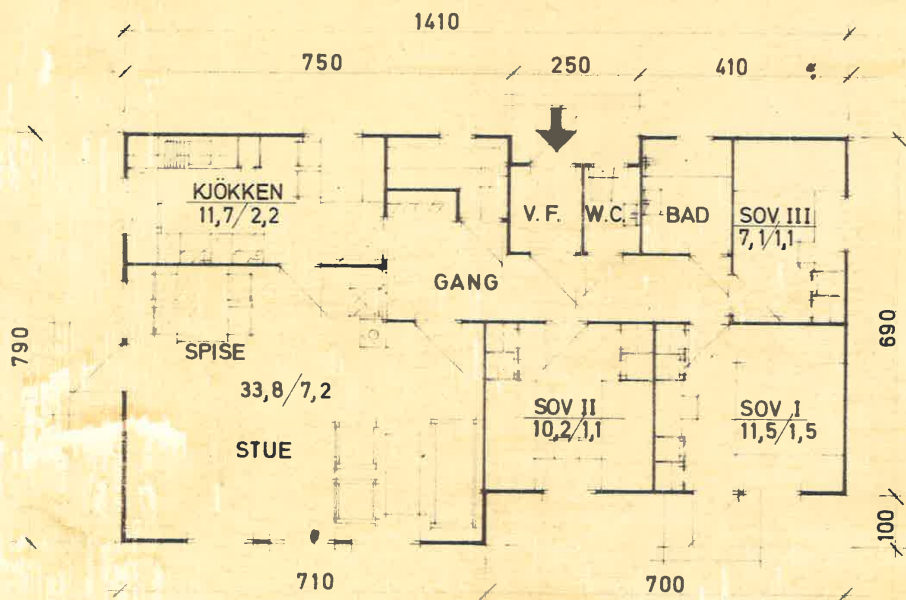 1410
750
250
410
KJÖKKEN
11,7/2,2
V.F.
W.C.
BAD
SOV III
7,1/1,1
GANG
790
690
SPISE
33,8/7,2
STUE
SOV II
10,2/1,1
SOV I
11,5/1,5
100
710
700